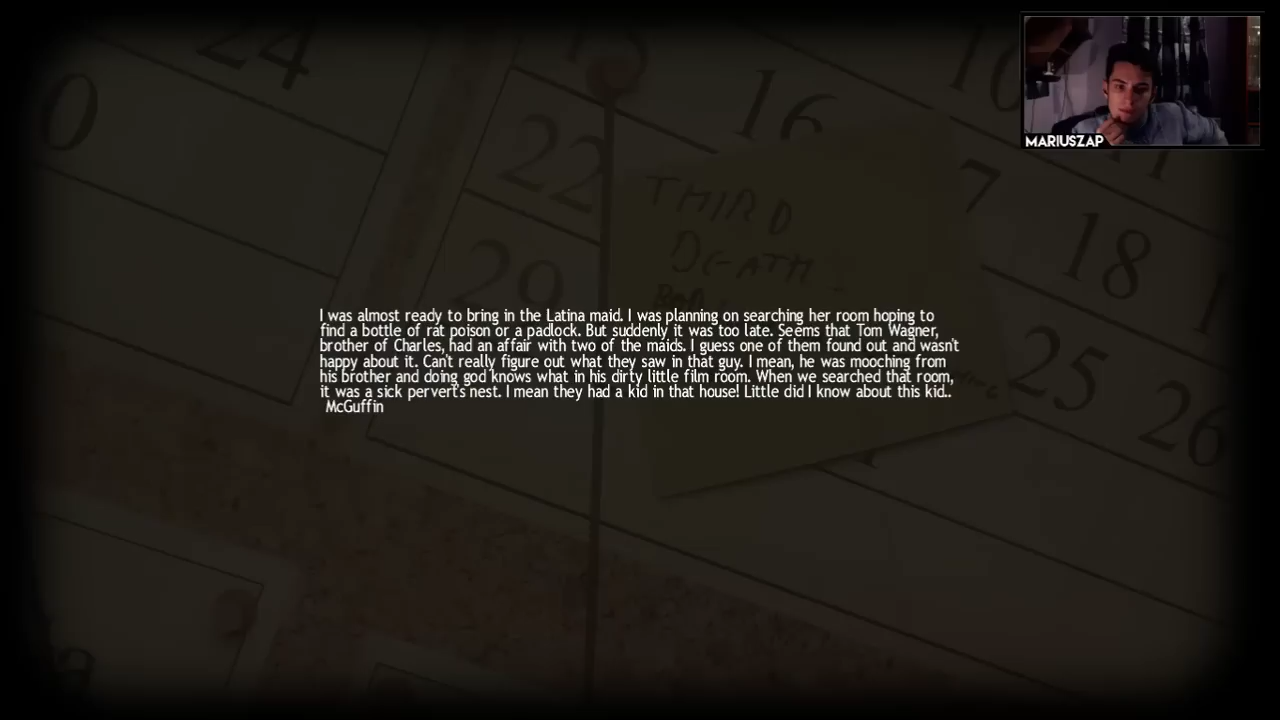 24
15
10
0
16
MARIUSZAP
11
22
17
THIRD
DEATH
18
29
I was almost ready to bring in the Latina maid. I was planning on searching her room hoping to
find a bottle of rat poison or a padlock. But suddenly it was too late. Seems that Tom Wagner,
brother of Charles, had an affair with two of the maids. I guess one of them found out and wasn't
happy about it. Can't really figure out what they saw in that guy. I mean, he was mooching from
his brother and doing god knows what in his dirty little film room. When we searched that room,
it was a sick pervert's nest. I mean they had a kid in that house! Little did I know about this kid..
McGuffin
25
26